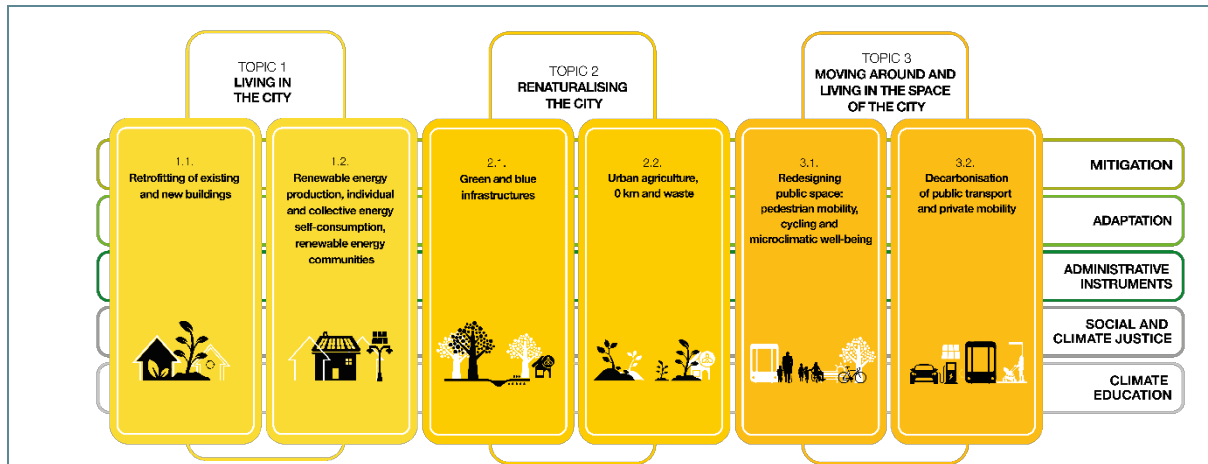 TOPIC 1
LIVING IN
THE CITY
TOPIC 2
RENATURALISING
THE CITY
TOPIC 3
MOVING AROUND AND
LIVING IN THE SPACE
OF THE CITY
1.1.
Retrofitting of existing
and new buildings
1.2.
Renewable energy
production, individual
and collective energy
self-consumption,
renewable energy
communities
2.1.
Green and blue
infrastructures
2.2.
Urban agriculture,
0 km and waste
3.1.
Redesigning
public space:
pedestrian mobility,
cycling and
microclimatic well-being
3.2.
Decarbonisation
of public transport
and private mobility
MITIGATION
ADAPTATION
ADMINISTRATIVE
INSTRUMENTS
SOCIAL AND
CLIMATE JUSTICE
CLIMATE
EDUCATION